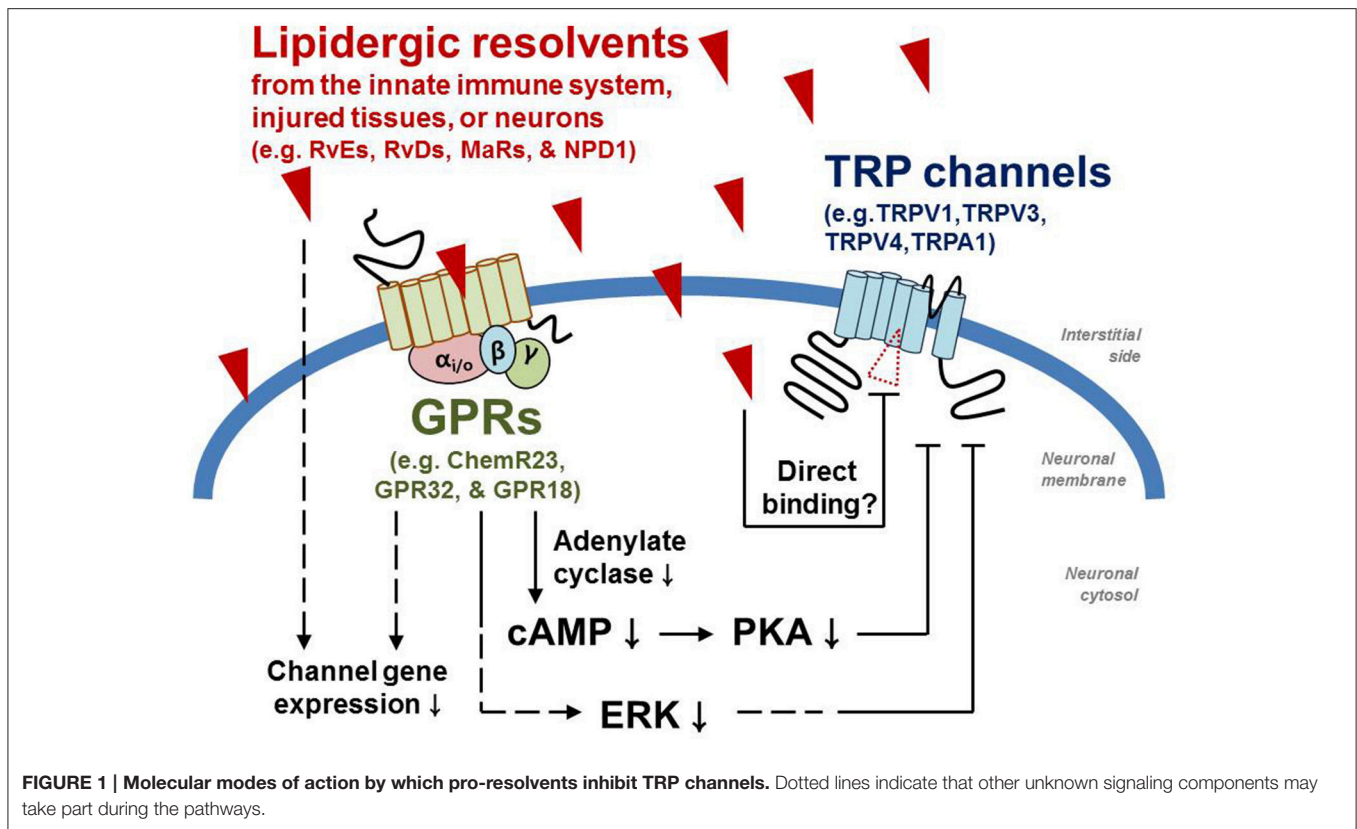 Lipidergic resolvents
from the innate immune system,
injured tissues, or neurons
(e.g. RvEs, RvDs, MaRs, & NPD1)
TRP channels
(e.g.TRPV1,TRPV3,
TRPV4,TRPA1)
αi/o
β
γ
GPRs
(e.g. ChemR23,
GPR32, & GPR18)
Interstitial
side
Neuronal
membrane
Neuronal
cytosol
Direct
binding?
Adenylate
cyclase ↓
cAMP ↓
PKA ↓
Channel gene
expression ↓
ERK ↓
FIGURE 1 | Molecular modes of action by which pro-resolvents inhibit TRP channels. Dotted lines indicate that other unknown signaling components may
take part during the pathways.